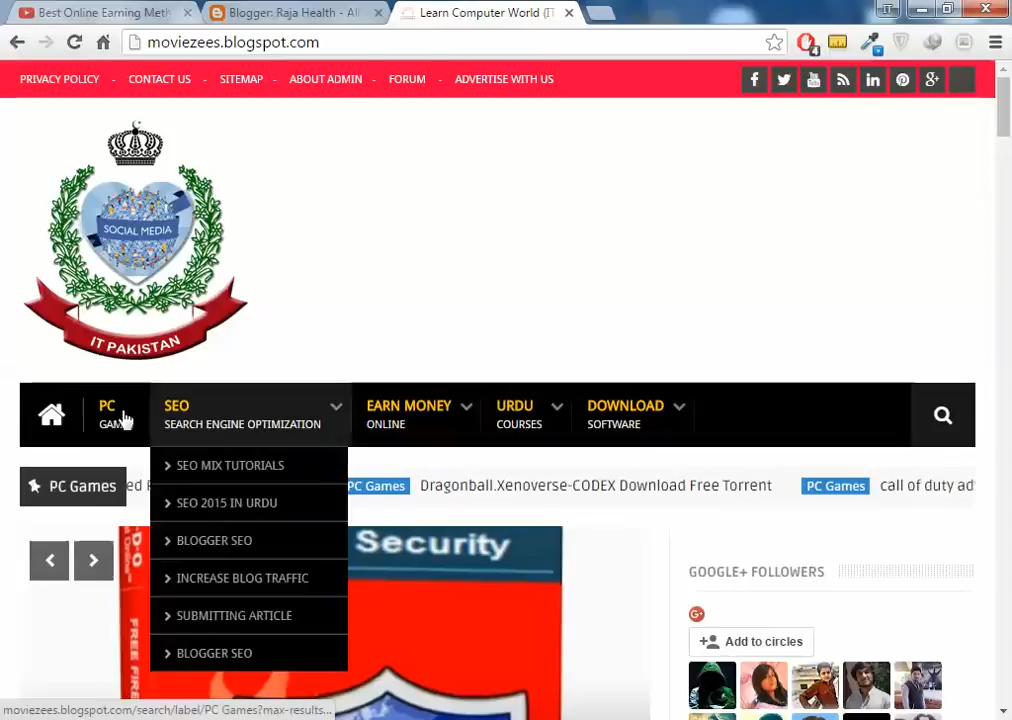 Best Online Earning Meth
Blogger: Raja Health - All
Learn Computer World (IT
IT
moviezees.blogspot.com
4
PRIVACY POLICY - CONTACT US - SITEMAP - ABOUT ADMIN - FORUM - ADVERTISE WITH US
You
SOCIAL MEDIA
IT PAKISTAN
PC
SEO
EARN MONEY
URDU
DOWNLOAD
SEARCH ENGINE OPTIMIZATION
ONLINE
COURSES
SOFTWARE
SEO MIX TUTORIALS
PC Games
PC Games
Dragonball.Xenoverse-CODEX Download Free Torrent
PC Games
call of duty ad
SEO 2015 IN URDU
BLOGGER SEO
INCREASE BLOG TRAFFIC
SUBMITTING ARTICLE
BLOGGER SEO
Security
GOOGLE+ FOLLOWERS
Add to circles
moviezees.blogspot.com/search/label/PC Games?max-results...